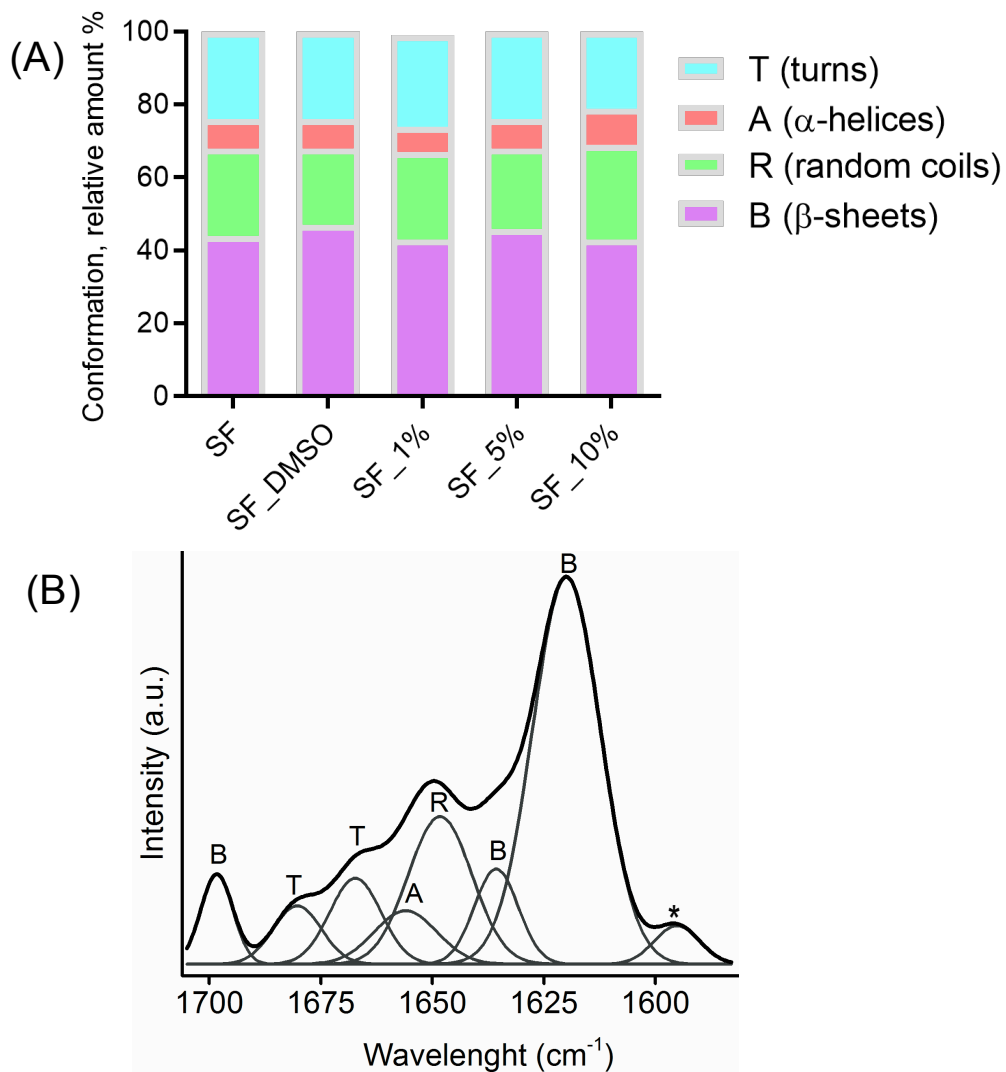 (A)
Conformation, relative amount %
100
80
60
40
20
0
SF
SF_DMSO
SF_1%
SF_5%
SF_10%
T (turns)
A (α-helices)
R (random coils)
B (β-sheets)
(B)
Intensity (a.u.)
B
T
T
A
R
B
B
*
1700
1675
1650
1625
1600
Wavelenght (cm⁻¹)